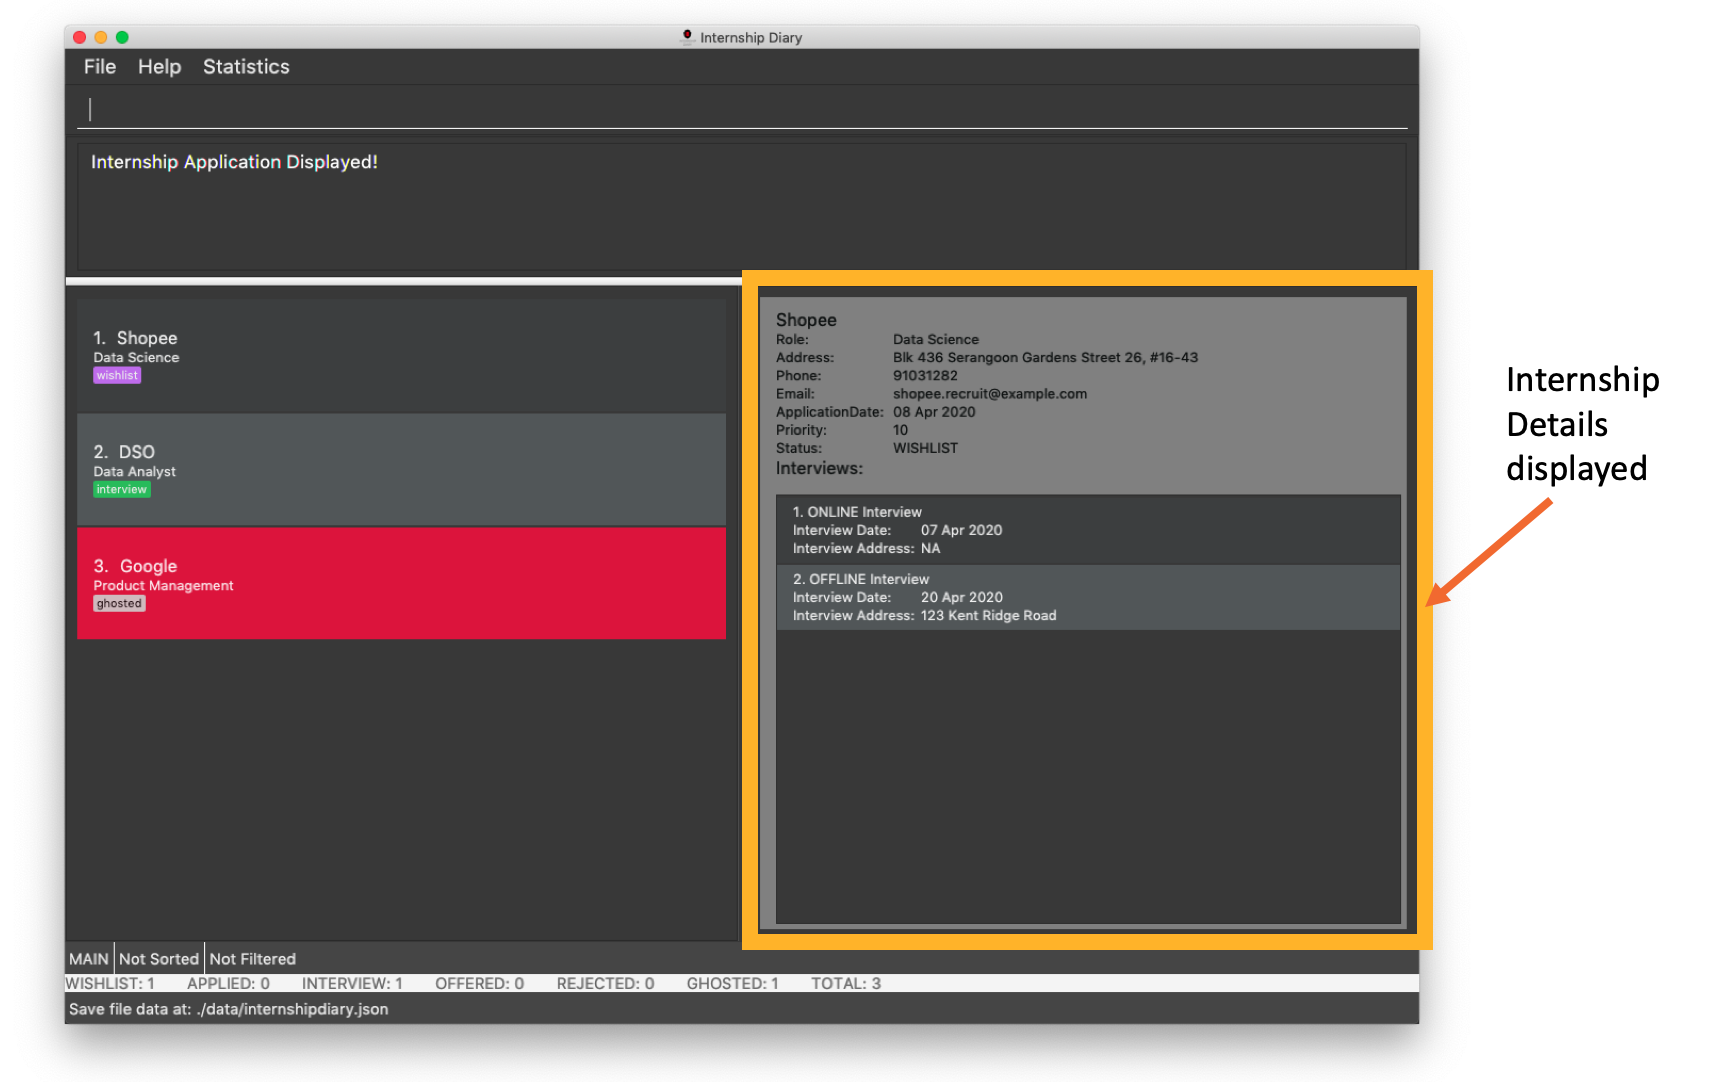 Internship Diary
File Help Statistics
Internship Application Displayed!
1. Shopee
Data Science
wishlist
2. DSO
Data Analyst
interview
3. Google
Product Management
ghosted
Shopee
Role: Data Science
Address: Blk 436 Serangoon Gardens Street 26, #16-43
Phone: 91031282
Email: shopee.recruit@example.com
ApplicationDate: 08 Apr 2020
Priority: 10
Status: WISHLIST
Interviews:
1. ONLINE Interview
Interview Date: 07 Apr 2020
Interview Address: NA
2. OFFLINE Interview
Interview Date: 20 Apr 2020
Interview Address: 123 Kent Ridge Road
Internship
Details
displayed
MAIN Not Sorted Not Filtered
WISHLIST: 1 APPLIED: 0 INTERVIEW: 1 OFFERED: 0 REJECTED: 0 GHOSTED: 1 TOTAL: 3
Save file data at: ./data/internshipdiary.json